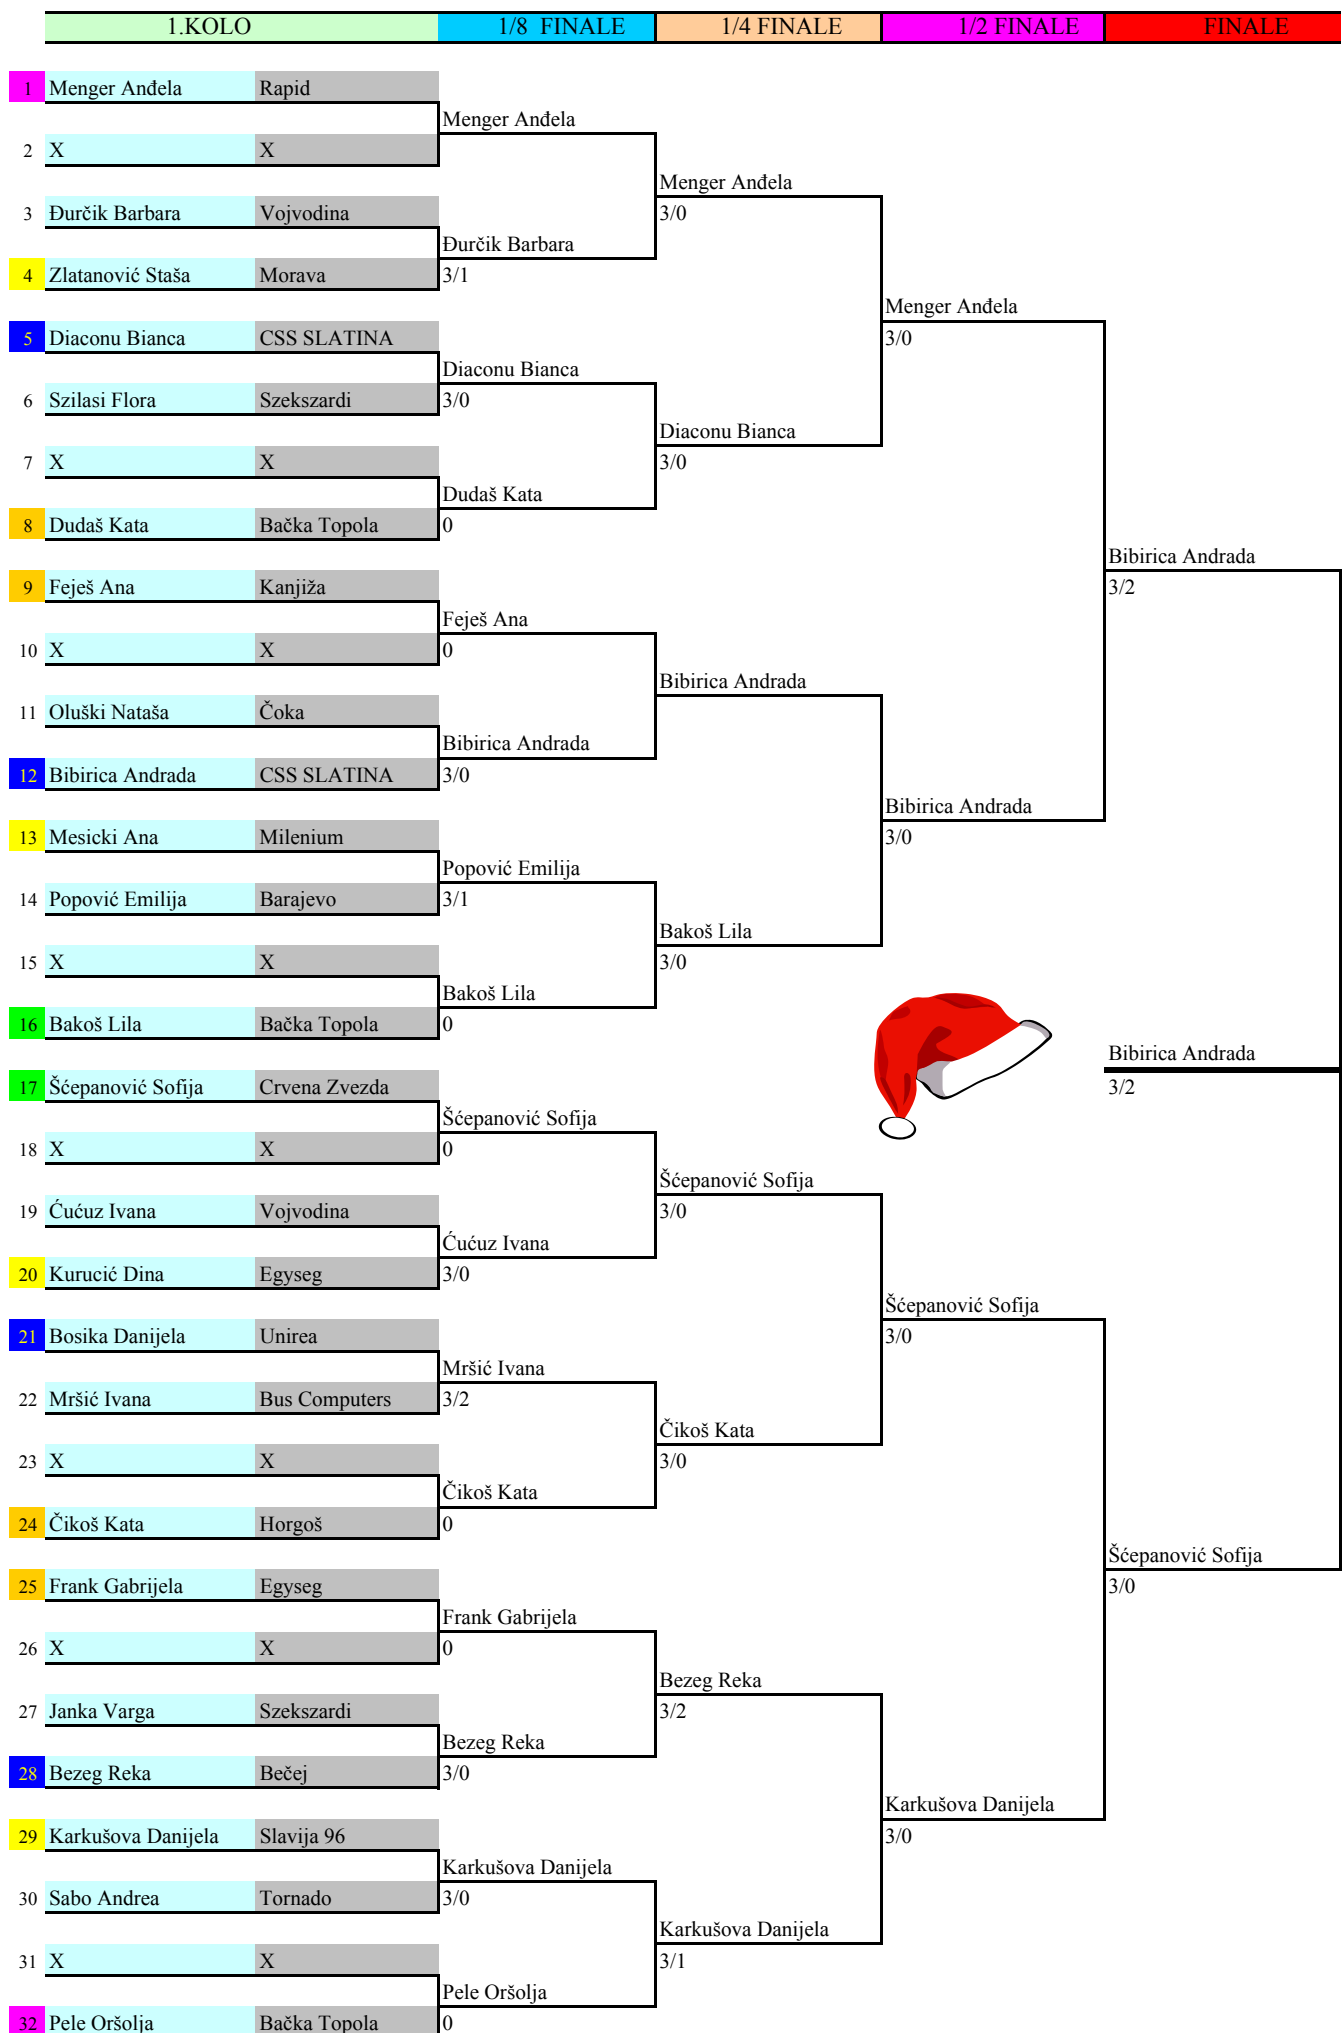 1.KOLO 1/8 FINALE 1/4 FINALE 1/2 FINALE FINALE
1 Menger Anđela Rapid
Menger Anđela
2 X X
Menger Anđela
3 Đurčik Barbara Vojvodina 3/0
Đurčik Barbara
4 Zlatanović Staša Morava 3/1
Menger Anđela
5 Diaconu Bianca CSS SLATINA 3/0
Diaconu Bianca
6 Szilasi Flora Szekszardi 3/0
Diaconu Bianca
7 X X 3/0
Dudaš Kata
8 Dudaš Kata Bačka Topola 0
Bibirica Andrada
9 Feješ Ana Kanjiža 3/2
Feješ Ana
10 X X 0
Bibirica Andrada
11 Oluški Nataša Čoka
Bibirica Andrada
12 Bibirica Andrada CSS SLATINA 3/0
Bibirica Andrada
13 Mesicki Ana Milenium 3/0
Popović Emilija
14 Popović Emilija Barajevo 3/1
Bakoš Lila
15 X X 3/0
Bakoš Lila
16 Bakoš Lila Bačka Topola 0
Bibirica Andrada
17 Šćepanović Sofija Crvena Zvezda 3/2
Šćepanović Sofija
18 X X 0
Šćepanović Sofija
19 Ćućuz Ivana Vojvodina 3/0
Ćućuz Ivana
20 Kurucić Dina Egyseg 3/0
Šćepanović Sofija
21 Bosika Danijela Unirea 3/0
Mršić Ivana
22 Mršić Ivana Bus Computers 3/2
Čikoš Kata
23 X X 3/0
Čikoš Kata
24 Čikoš Kata Horgoš 0
Šćepanović Sofija
25 Frank Gabrijela Egyseg 3/0
Frank Gabrijela
26 X X 0
Bezeg Reka
27 Janka Varga Szekszardi 3/2
Bezeg Reka
28 Bezeg Reka Bečej 3/0
Karkušova Danijela
29 Karkušova Danijela Slavija 96 3/0
Karkušova Danijela
30 Sabo Andrea Tornado 3/0
Karkušova Danijela
31 X X 3/1
Pele Oršolja
32 Pele Oršolja Bačka Topola 0